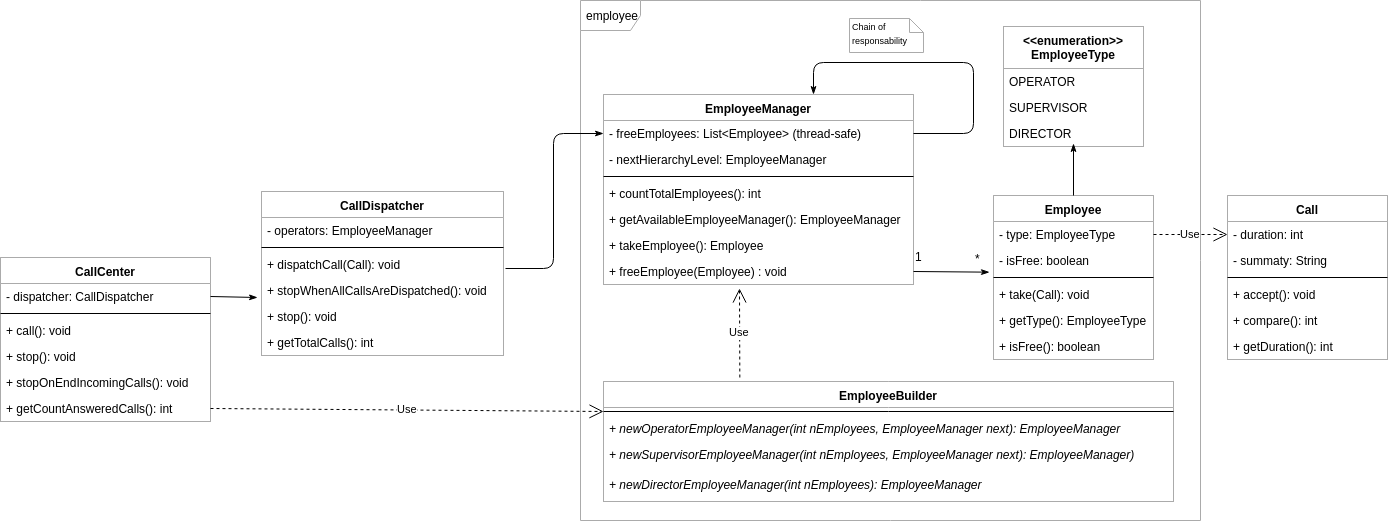 employee
Chain of
responsability
<<enumeration>>
EmployeeType
OPERATOR
SUPERVISOR
DIRECTOR
EmployeeManager
- freeEmployees: List<Employee> (thread-safe)
- nextHierarchyLevel: EmployeeManager
+ countTotalEmployees(): int
+ getAvailableEmployeeManager(): EmployeeManager
+ takeEmployee(): Employee
+ freeEmployee(Employee) : void
1
*
CallDispatcher
- operators: EmployeeManager
+ dispatchCall(Call): void
+ stopWhenAllCallsAreDispatched(): void
+ stop(): void
+ getTotalCalls(): int
Employee
- type: EmployeeType
- isFree: boolean
+ take(Call): void
+ getType(): EmployeeType
+ isFree(): boolean
Use
Call
- duration: int
- summaty: String
+ accept(): void
+ compare(): int
+ getDuration(): int
CallCenter
- dispatcher: CallDispatcher
+ call(): void
+ stop(): void
+ stopOnEndIncomingCalls(): void
+ getCountAnsweredCalls(): int
Use
Use
EmployeeBuilder
+ newOperatorEmployeeManager(int nEmployees, EmployeeManager next): EmployeeManager
+ newSupervisorEmployeeManager(int nEmployees, EmployeeManager next): EmployeeManager)
+ newDirectorEmployeeManager(int nEmployees): EmployeeManager